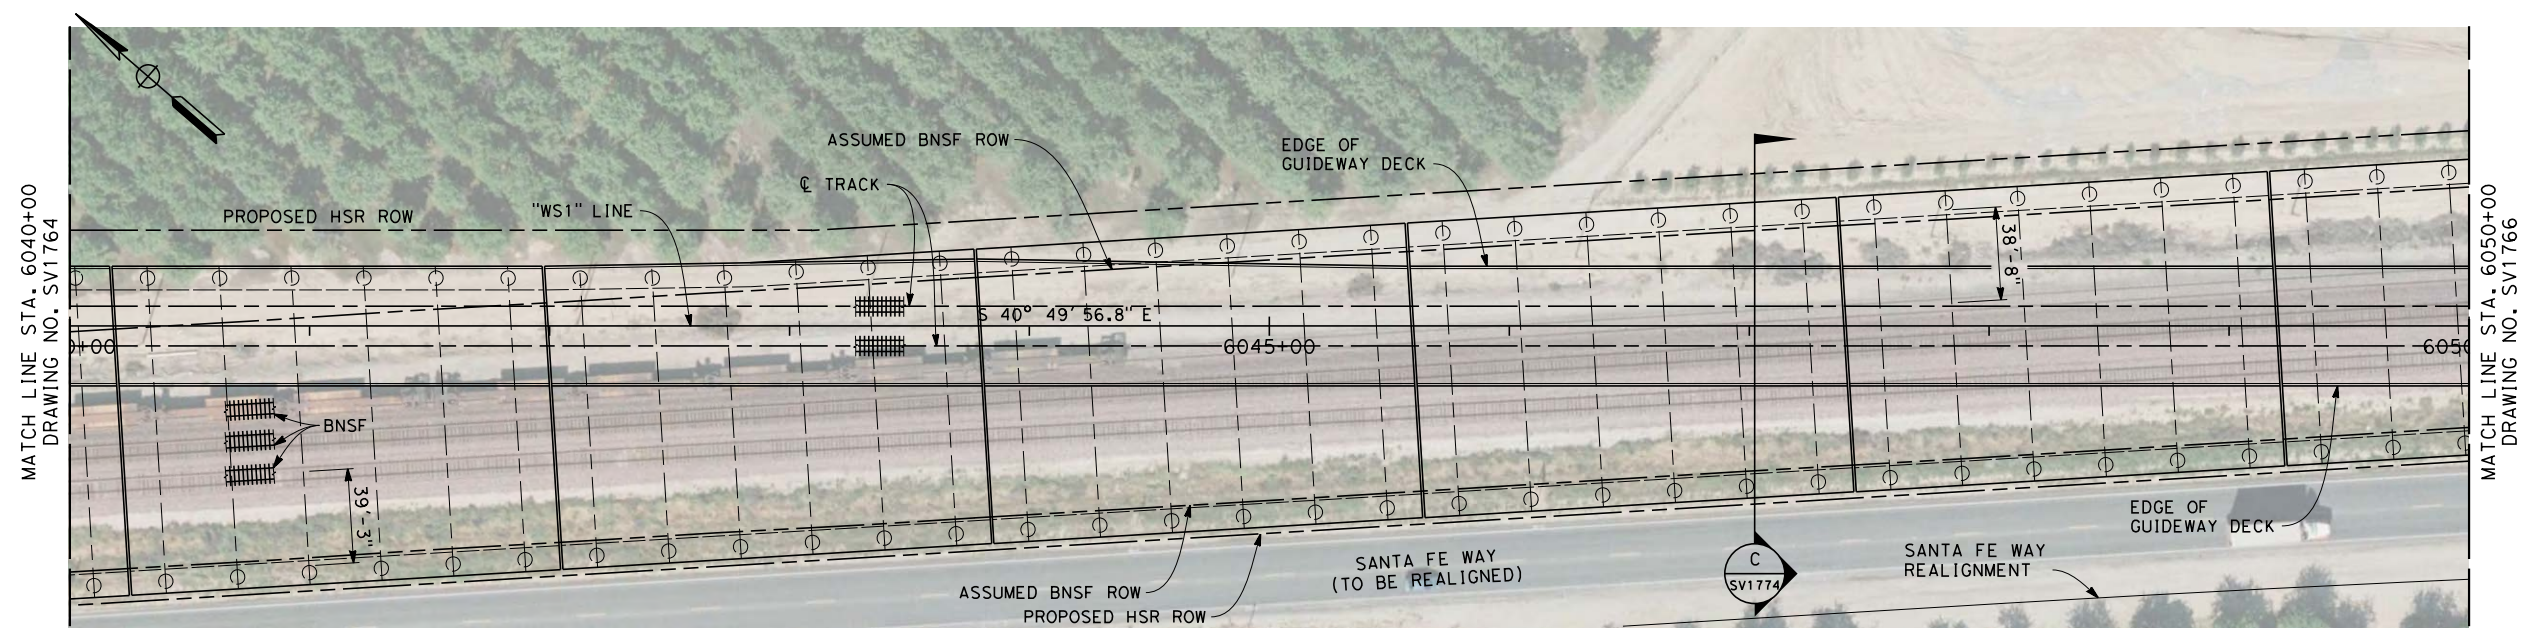 MATCH LINE STA. 6040+00
DRAWING NO. SV1764
PROPOSED HSR ROW
"WS1" LINE
℄ TRACK
ASSUMED BNSF ROW
EDGE OF
GUIDEWAY DECK
S 40° 49' 56.8" E
38'-8"
0+00
6045+00
6050
BNSF
39'-3"
ASSUMED BNSF ROW
PROPOSED HSR ROW
SANTA FE WAY
(TO BE REALIGNED)
C
SV1774
SANTA FE WAY
REALIGNMENT
EDGE OF
GUIDEWAY DECK
MATCH LINE STA. 6050+00
DRAWING NO. SV1766